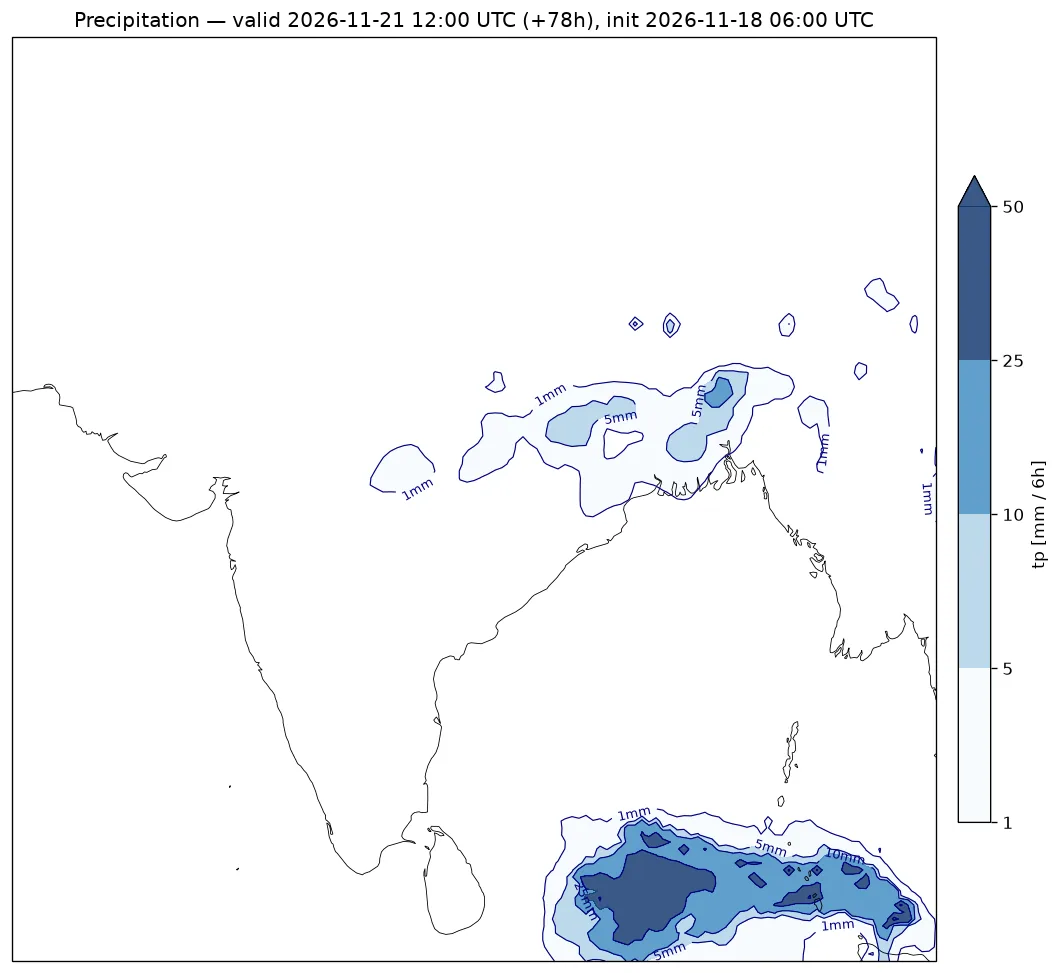 Precipitation — valid 2026-11-21 12:00 UTC (+78h), init 2026-11-18 06:00 UTC
50
25
10
5
1
tp [mm / 6h]
1mm
5mm
5mm
1mm
1mm
1mm
1mm
5mm
10mm
1mm
5mm